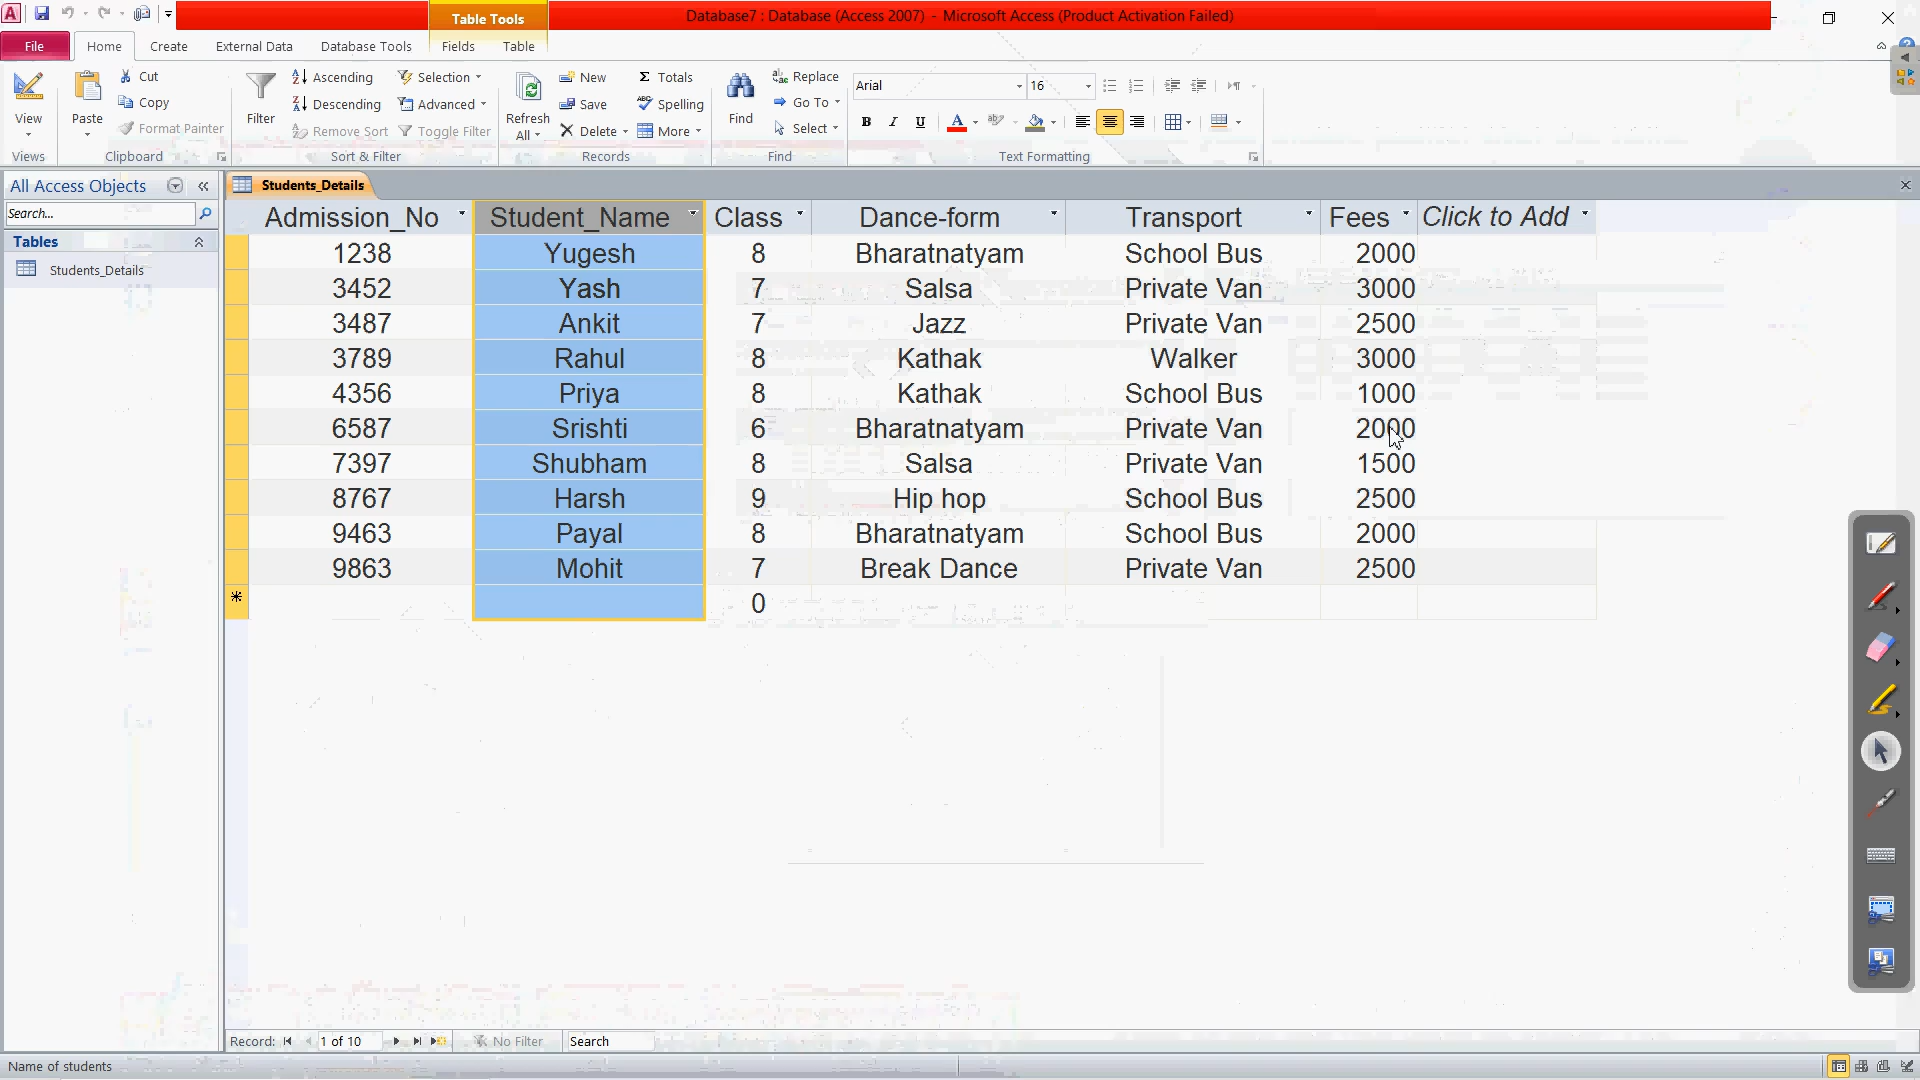 Table Tools
Database7 : Database (Access 2007) - Microsoft Access (Product Activation Failed)
File Home Create External Data Database Tools Fields Table
View
Paste
Cut
Copy
Format Painter
Filter
Ascending
Descending
Remove Sort
Selection
Advanced
Toggle Filter
Refresh
All
New
Save
Delete
Totals
Spelling
More
Find
Replace
Go To
Select
Arial 16
B I U A
Views Clipboard Sort & Filter Records Find Text Formatting
All Access Objects
Search...
Tables
Students_Details
Students_Details
Admission_No Student_Name Class Dance-form Transport Fees Click to Add
1238 Yugesh 8 Bharatnatyam School Bus 2000
3452 Yash 7 Salsa Private Van 3000
3487 Ankit 7 Jazz Private Van 2500
3789 Rahul 8 Kathak Walker 3000
4356 Priya 8 Kathak School Bus 1000
6587 Srishti 6 Bharatnatyam Private Van 2000
7397 Shubham 8 Salsa Private Van 1500
8767 Harsh 9 Hip hop School Bus 2500
9463 Payal 8 Bharatnatyam School Bus 2000
9863 Mohit 7 Break Dance Private Van 2500
* 0
Record: 1 of 10 No Filter Search
Name of students